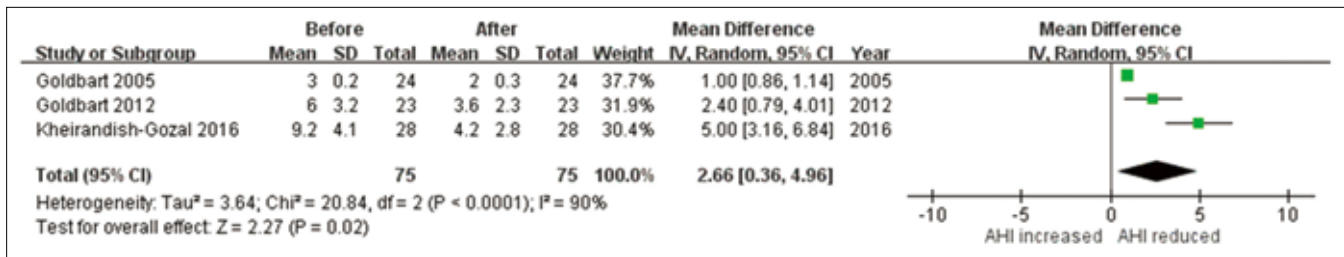 Before After Mean Difference Mean Difference
Study or Subgroup Mean SD Total Mean SD Total Weight IV, Random, 95% CI Year IV, Random, 95% CI
Goldbart 2005 3 0.2 24 2 0.3 24 37.7% 1.00 [0.86, 1.14] 2005
Goldbart 2012 6 3.2 23 3.6 2.3 23 31.9% 2.40 [0.79, 4.01] 2012
Kheirandish-Gozal 2016 9.2 4.1 28 4.2 2.8 28 30.4% 5.00 [3.16, 6.84] 2016
Total (95% CI) 75 75 100.0% 2.66 [0.36, 4.96]
Heterogeneity: Tau² = 3.64; Chi² = 20.84, df = 2 (P < 0.0001); I² = 90%
Test for overall effect: Z = 2.27 (P = 0.02)
-10 -5 0 5 10
AHI increased AHI reduced